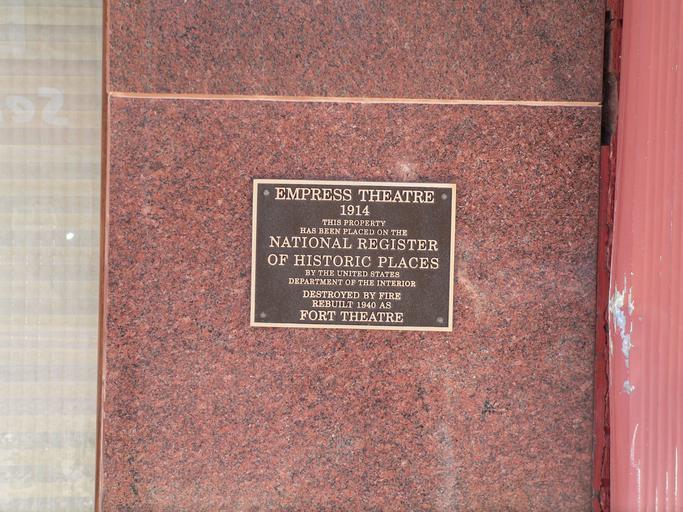 EMPRESS THEATRE
1914
THIS PROPERTY
HAS BEEN PLACED ON THE
NATIONAL REGISTER
OF HISTORIC PLACES
BY THE UNITED STATES
DEPARTMENT OF THE INTERIOR
DESTROYED BY FIRE
REBUILT 1940 AS
FORT THEATRE